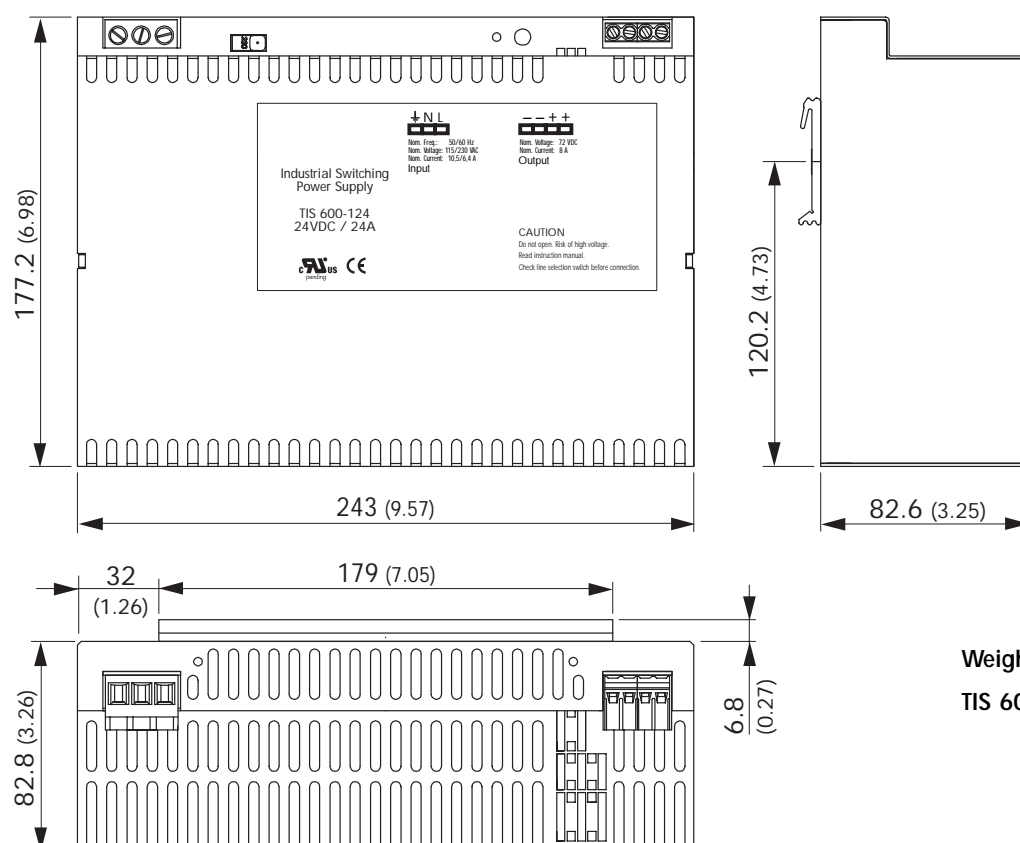 230
⏚ N L
– – + +
Nom. Freq.: 50/60 Hz
Nom. Voltage: 115/230 VAC
Nom. Current: 10,5/6,4 A
Input
Nom. Voltage: 72 VDC
Nom. Current: 8 A
Output
Industrial Switching
Power Supply
TIS 600-124
24VDC / 24A
CAUTION
Do not open. Risk of high voltage.
Read instruction manual.
Check line selection switch before connection.
C US CE
pending
177.2 (6.98)
120.2 (4.73)
243 (9.57)
82.6 (3.25)
32
(1.26)
179 (7.05)
6.8
(0.27)
82.8 (3.26)
Weigh
TIS 60